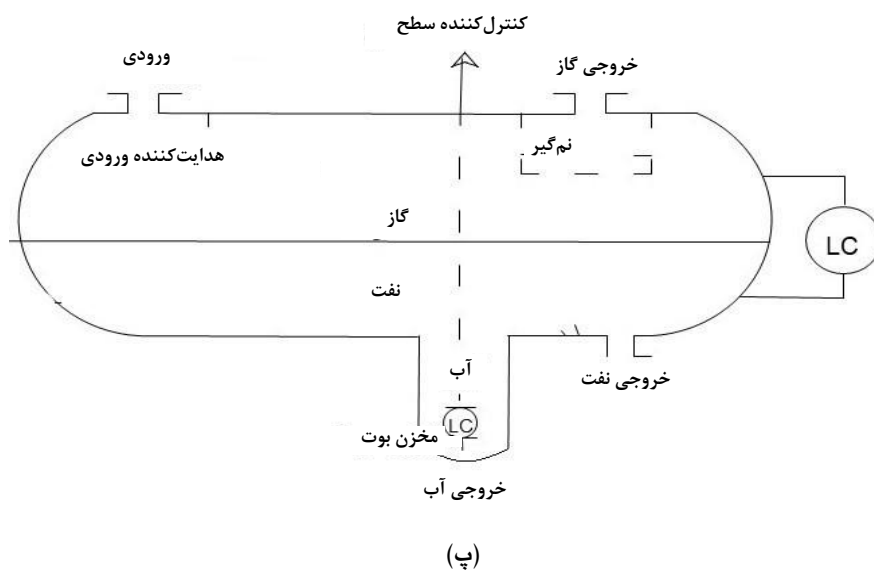 کنترل‌کننده سطح
ورودی
خروجی گاز
هدایت‌کننده ورودی
نم‌گیر
گاز
LC
نفت
آب
خروجی نفت
LC
مخزن بوت
خروجی آب
(پ)